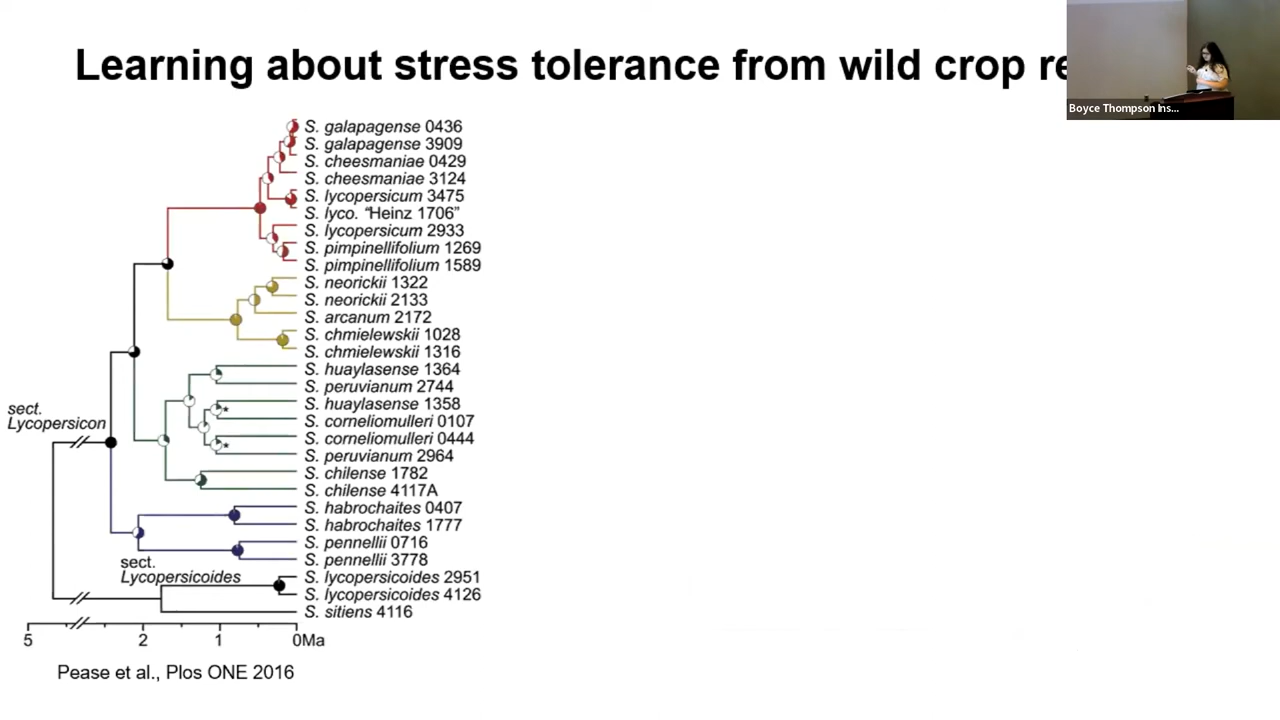 Learning about stress tolerance from wild crop
Boyce Thompson Ins...
S. galapagense 0436
S. galapagense 3909
S. cheesmaniae 0429
S. cheesmaniae 3124
S. lycopersicum 3475
S. lyco. “Heinz 1706”
S. lycopersicum 2933
S. pimpinellifolium 1269
S. pimpinellifolium 1589
S. neorickii 1322
S. neorickii 2133
S. arcanum 2172
S. chmielewskii 1028
S. chmielewskii 1316
S. huaylasense 1364
S. peruvianum 2744
S. huaylasense 1358
S. corneliomulleri 0107
S. corneliomulleri 0444
S. peruvianum 2964
S. chilense 1782
S. chilense 4117A
S. habrochaites 0407
S. habrochaites 1777
S. pennellii 0716
S. pennellii 3778
S. lycopersicoides 2951
S. lycopersicoides 4126
S. sitiens 4116
*
*
sect.
Lycopersicon
sect.
Lycopersicoides
5 2 1 0Ma
Pease et al., Plos ONE 2016